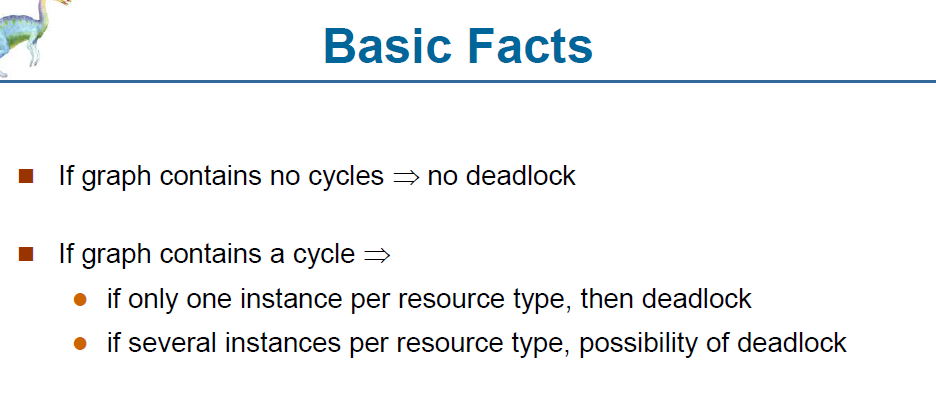 Basic Facts
If graph contains no cycles ⇒ no deadlock
If graph contains a cycle ⇒
if only one instance per resource type, then deadlock
if several instances per resource type, possibility of deadlock